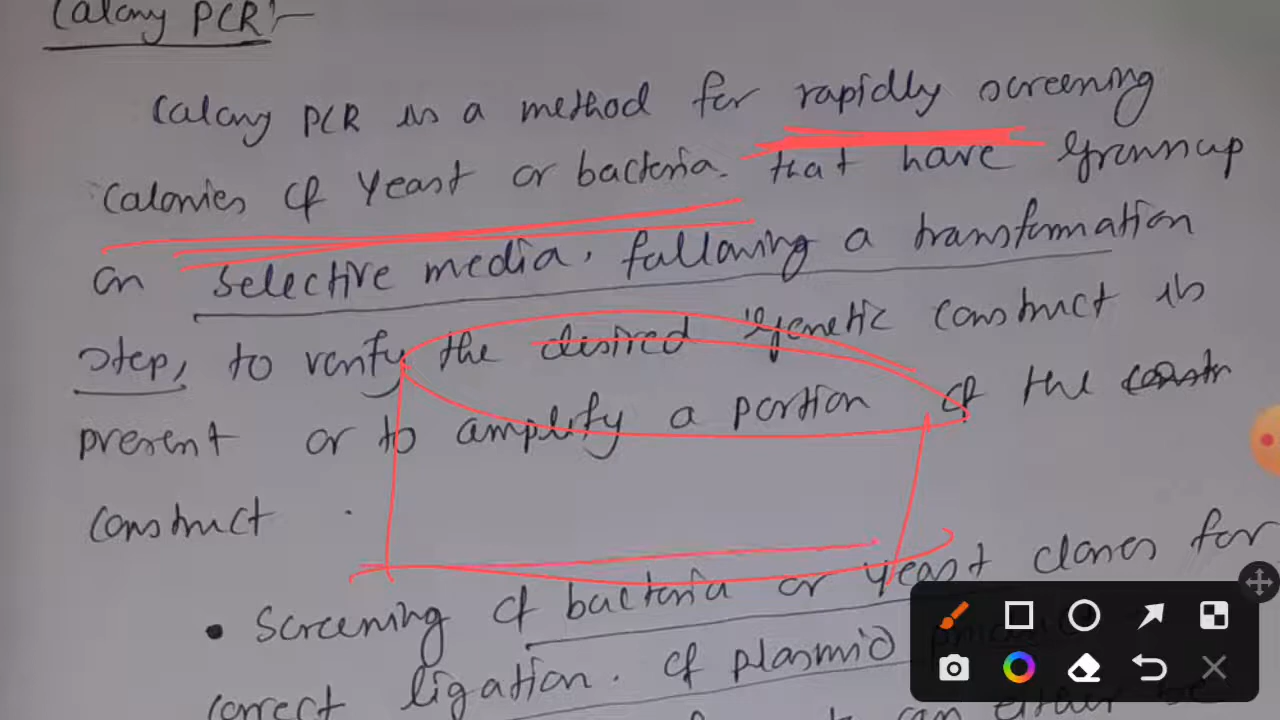 Colony PCR:-
Colony PCR is a method for rapidly screening
Colonies of Yeast or bacteria. that have grown up
on selective media, following a transformation
step, to verify the desired genetic construct is
present or to amplify a portion of the
construct.
• Screening of bacteria or yeast clones for
correct ligation. of plasmid